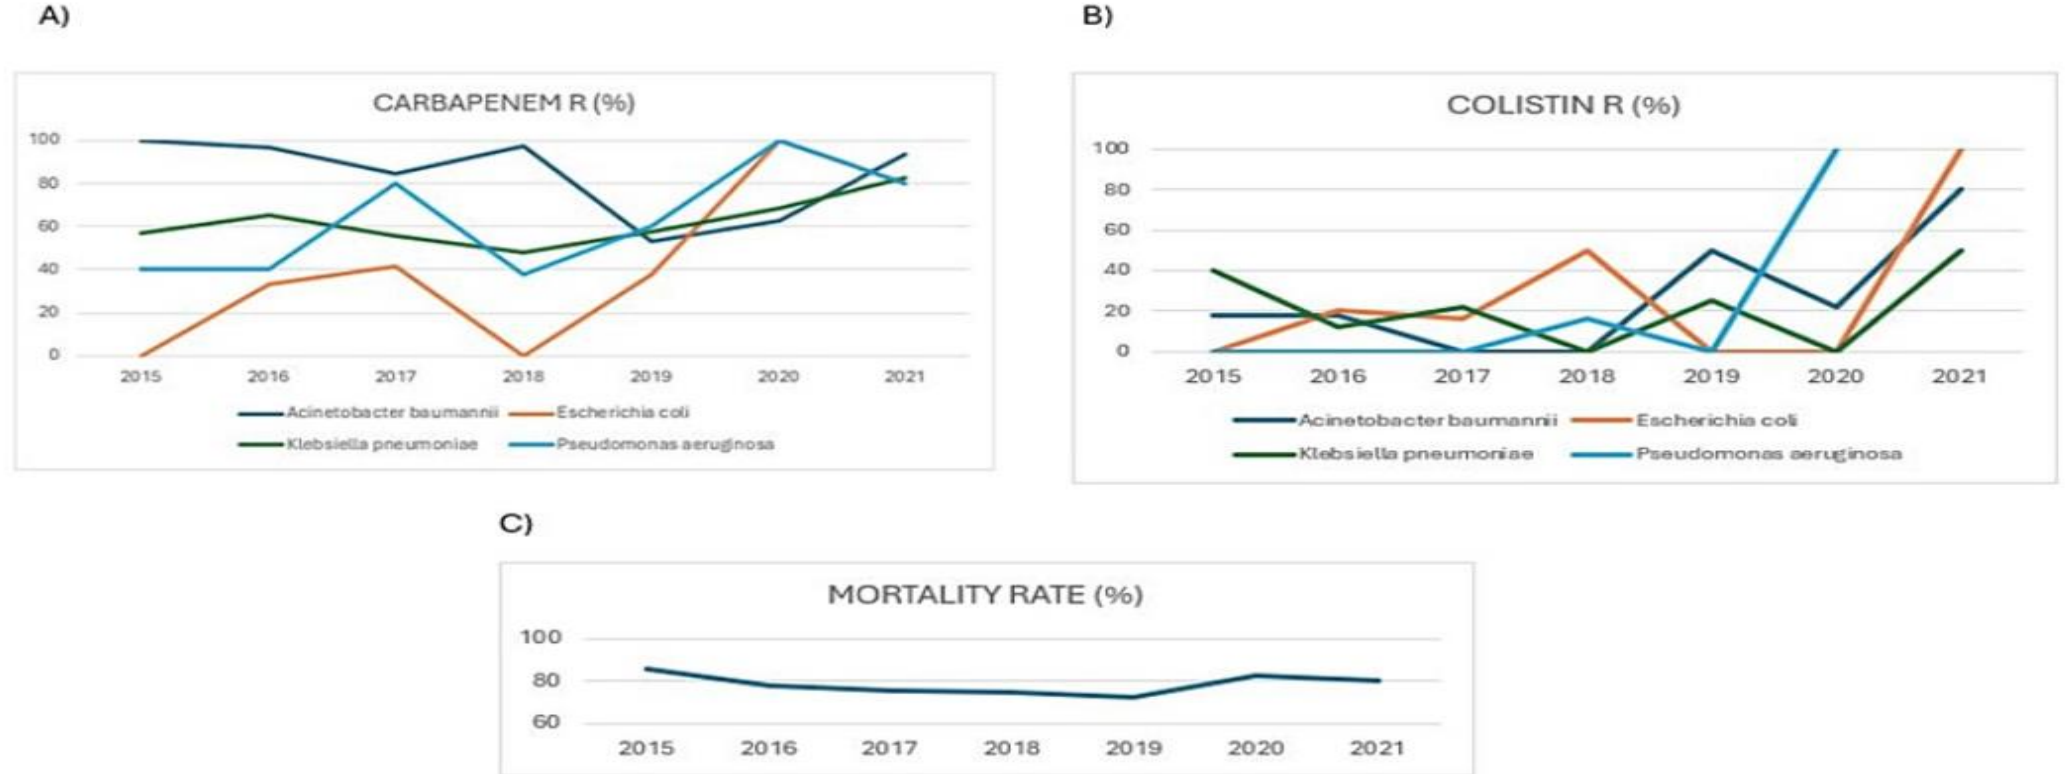 A)
CARBAPENEM R (%)
100
80
60
40
20
0
2015 2016 2017 2018 2019 2020 2021
Acinetobacter baumannii Escherichia coli
Klebsiella pneumoniae Pseudomonas aeruginosa
B)
COLISTIN R (%)
100
80
60
40
20
0
2015 2016 2017 2018 2019 2020 2021
Acinetobacter baumannii Escherichia coli
Klebsiella pneumoniae Pseudomonas aeruginosa
C)
MORTALITY RATE (%)
100
80
60
2015 2016 2017 2018 2019 2020 2021